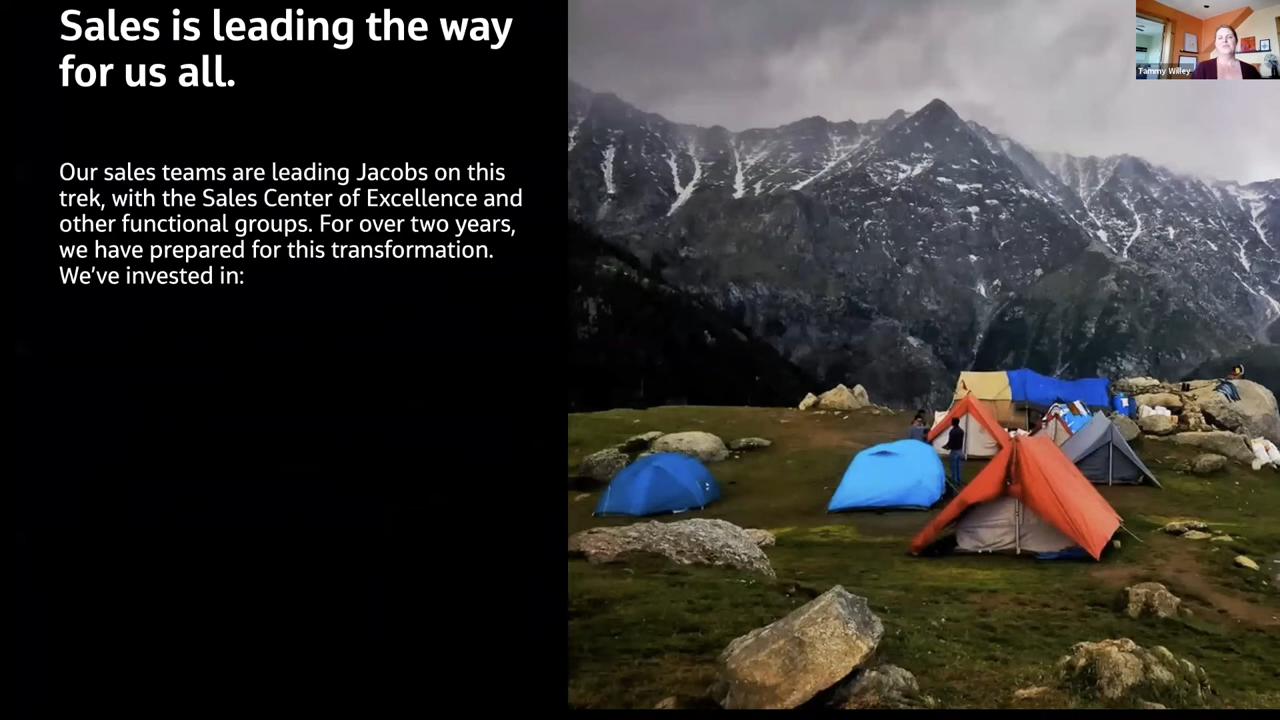 Sales is leading the way
for us all.
Our sales teams are leading Jacobs on this
trek, with the Sales Center of Excellence and
other functional groups. For over two years,
we have prepared for this transformation.
We’ve invested in:
Tammy Willey